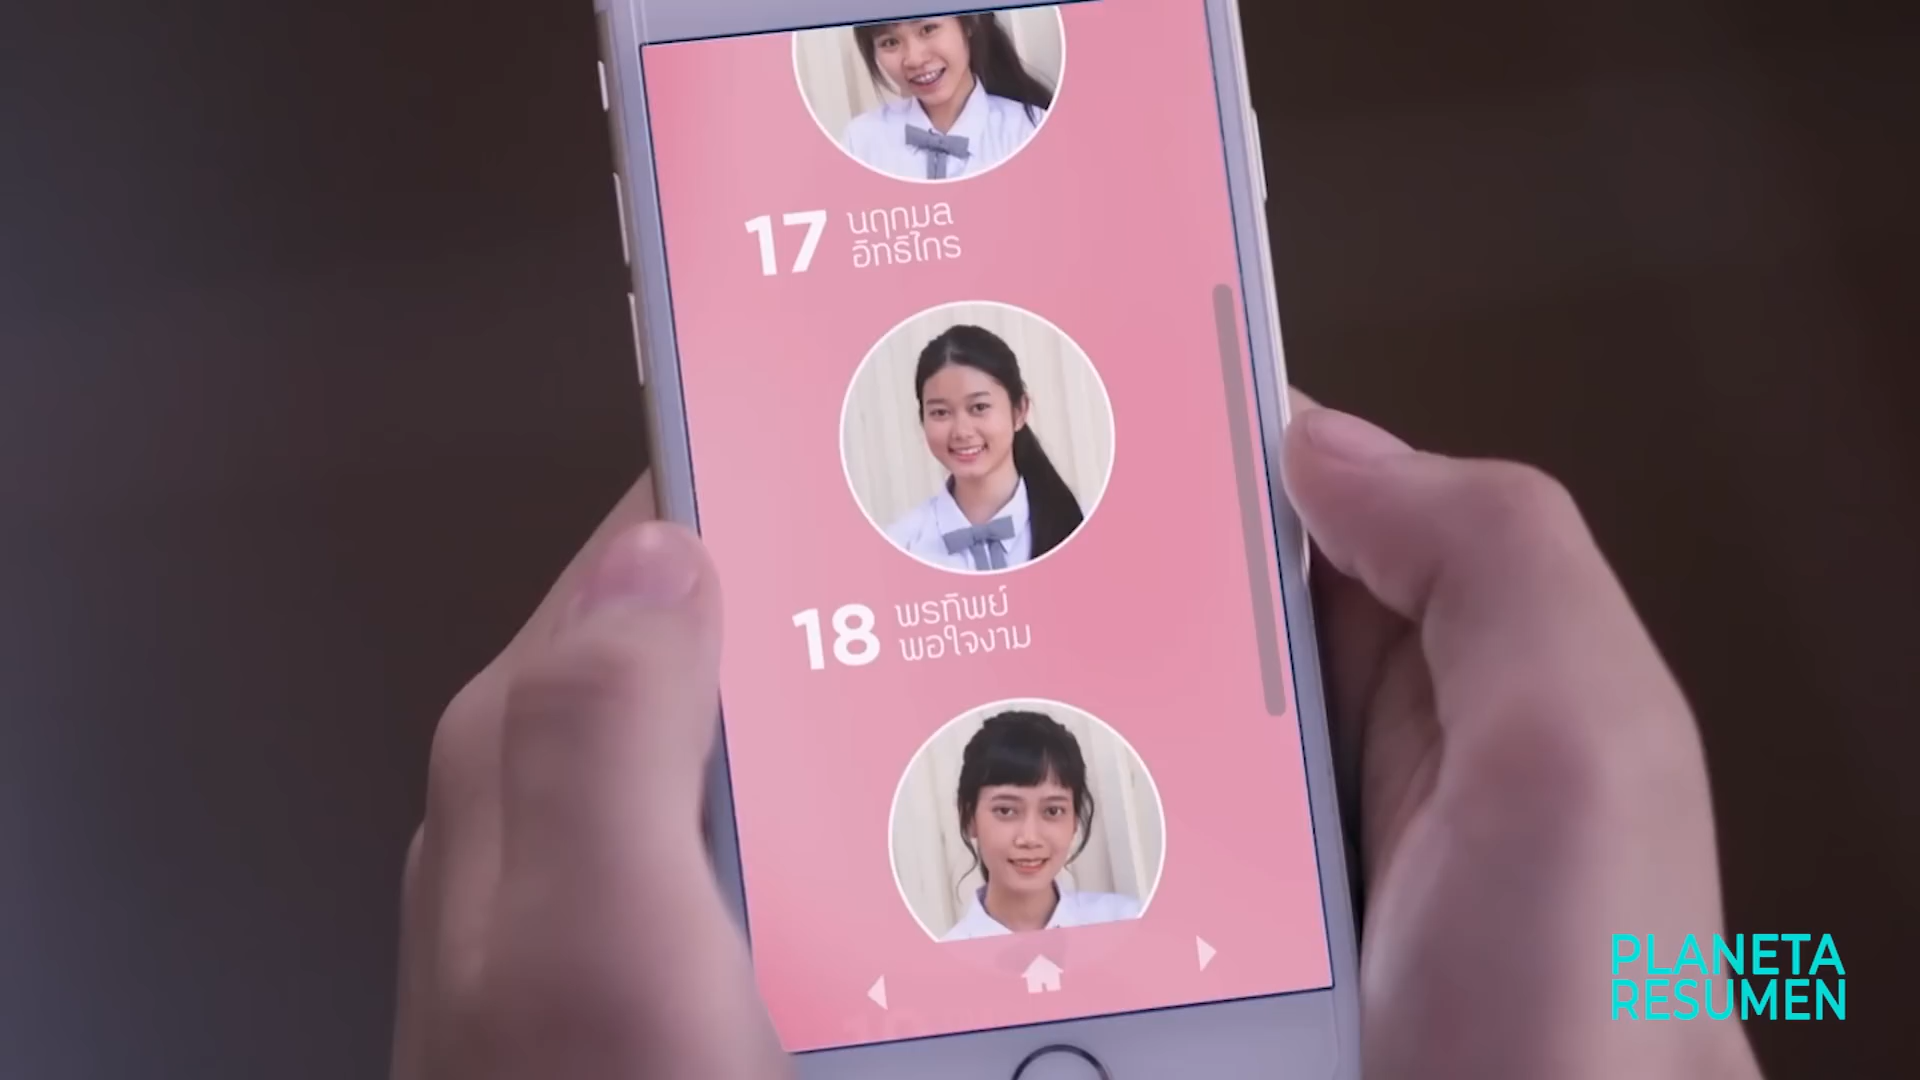 17
นฤกมล
อิทธิไกร
18
พรทิพย์
พอใจงาม
PLANETA
RESUMEN